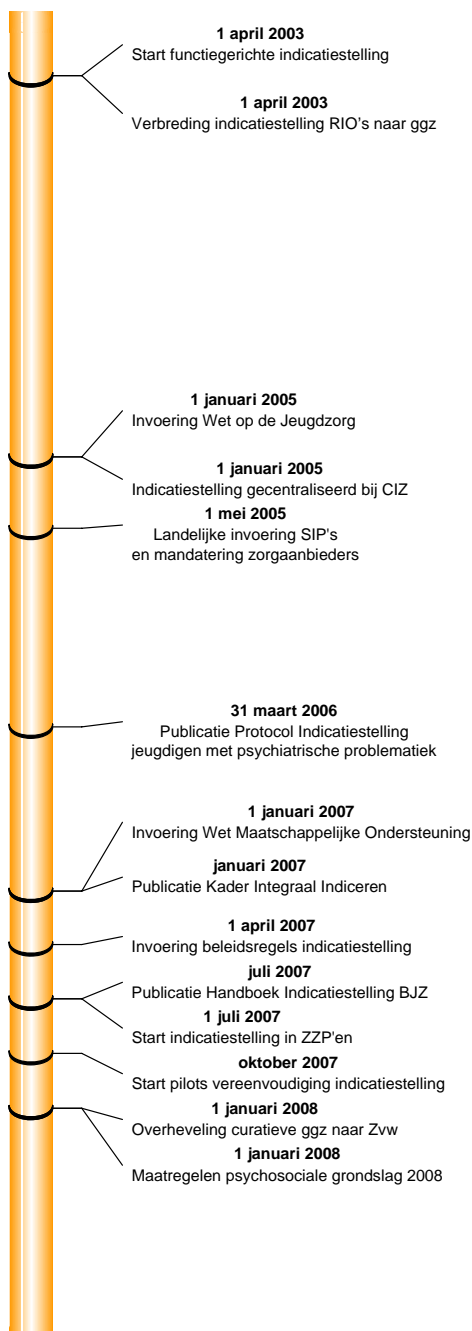 1 april 2003
Start functiegerichte indicatiestelling
1 april 2003
Verbreding indicatiestelling RIO's naar ggz
1 januari 2005
Invoering Wet op de Jeugdzorg
1 januari 2005
Indicatiestelling gecentraliseerd bij CIZ
1 mei 2005
Landelijke invoering SIP's
en mandatering zorgaanbieders
31 maart 2006
Publicatie Protocol Indicatiestelling
jeugdigen met psychiatrische problematiek
1 januari 2007
Invoering Wet Maatschappelijke Ondersteuning
januari 2007
Publicatie Kader Integraal Indiceren
1 april 2007
Invoering beleidsregels indicatiestelling
juli 2007
Publicatie Handboek Indicatiestelling BJZ
1 juli 2007
Start indicatiestelling in ZZP'en
oktober 2007
Start pilots vereenvoudiging indicatiestelling
1 januari 2008
Overheveling curatieve ggz naar Zvw
1 januari 2008
Maatregelen psychosociale grondslag 2008